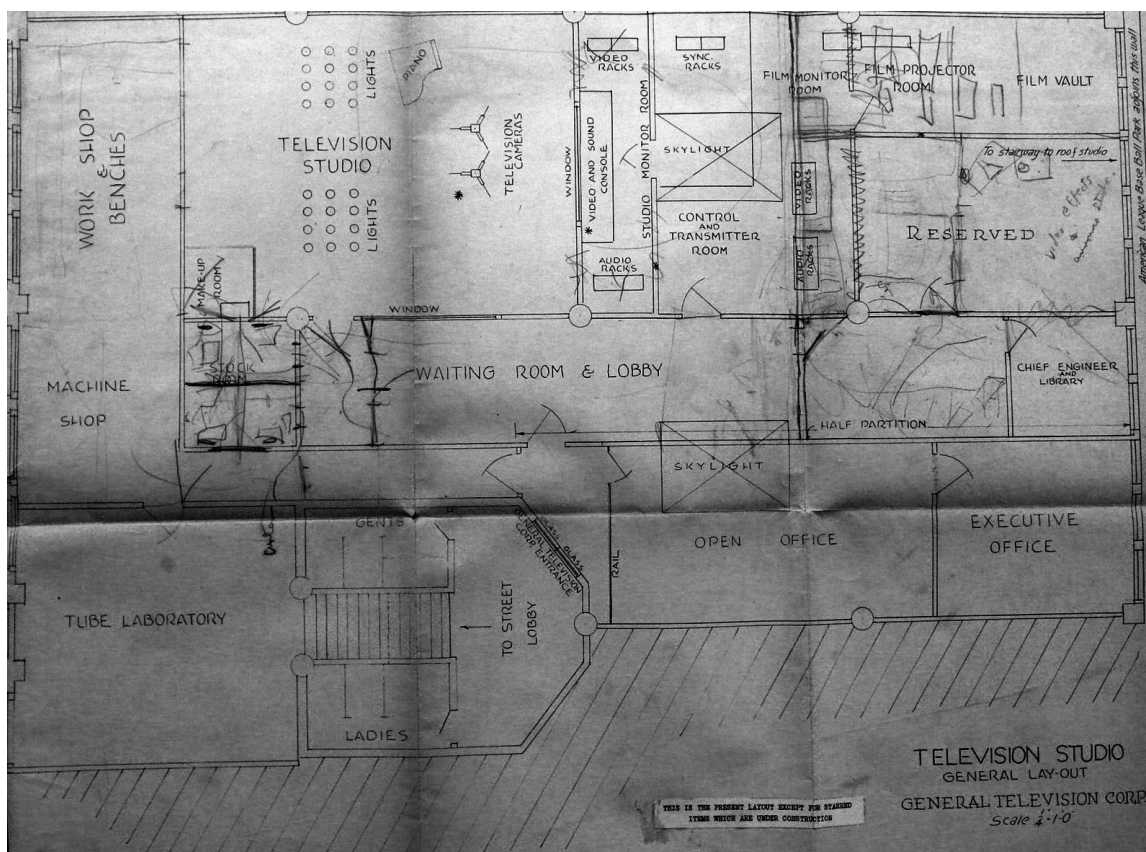 WORK SHOP
&
BENCHES
LIGHTS
PIANO
TELEVISION
STUDIO
LIGHTS
TELEVISION
CAMERAS
*
MAKE-UP
ROOM
STOCK
ROOM
WINDOW
WINDOW
VIDEO
RACKS
* VIDEO AND SOUND
CONSOLE
AUDIO
RACKS
STUDIO MONITOR ROOM
SYNC.
RACKS
SKYLIGHT
CONTROL
AND
TRANSMITTER
ROOM
FILM MONITOR
ROOM
VIDEO
RACKS
AUDIO
RACKS
FILM PROJECTOR
ROOM
FILM VAULT
To stairway to roof studio
RESERVED
Video effects
American League Base Ball Park adjoins this wall
MACHINE
SHOP
WAITING ROOM & LOBBY
CHIEF ENGINEER
AND
LIBRARY
HALF PARTITION
SKYLIGHT
GENTS
GLASS GLASS
GENERAL TELEVISION
CORP. ENTRANCE
RAIL
OPEN OFFICE
EXECUTIVE
OFFICE
TUBE LABORATORY
TO STREET
LOBBY
LADIES
TELEVISION STUDIO
GENERAL LAY-OUT
GENERAL TELEVISION CORP.
Scale ¼"-1'-0"
THIS IS THE PRESENT LAYOUT EXCEPT FOR STARRED
ITEMS WHICH ARE UNDER CONSTRUCTION